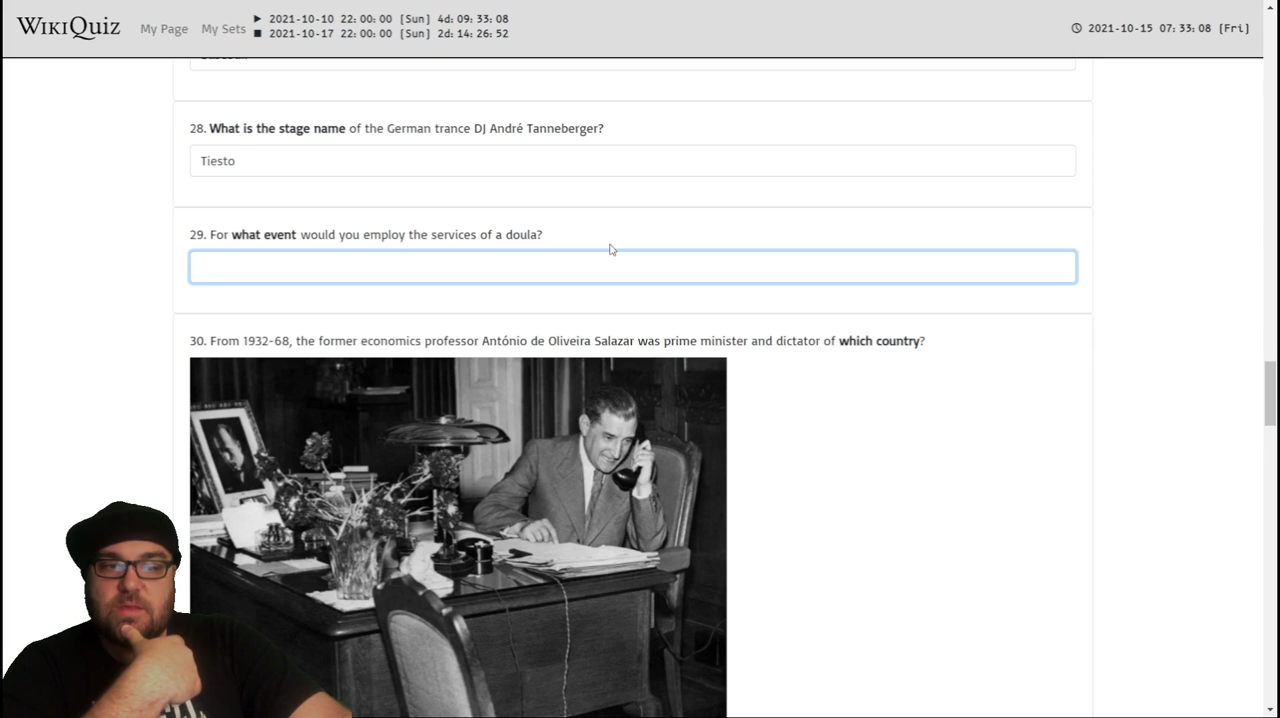 WIKIQUIZ My Page My Sets ▶ 2021-10-10 22:00:00 [Sun] 4d:09:33:08
■ 2021-10-17 22:00:00 [Sun] 2d:14:26:52
2021-10-15 07:33:08 [Fri]
28. What is the stage name of the German trance DJ André Tanneberger?
Tiesto
29. For what event would you employ the services of a doula?
30. From 1932-68, the former economics professor António de Oliveira Salazar was prime minister and dictator of which country?